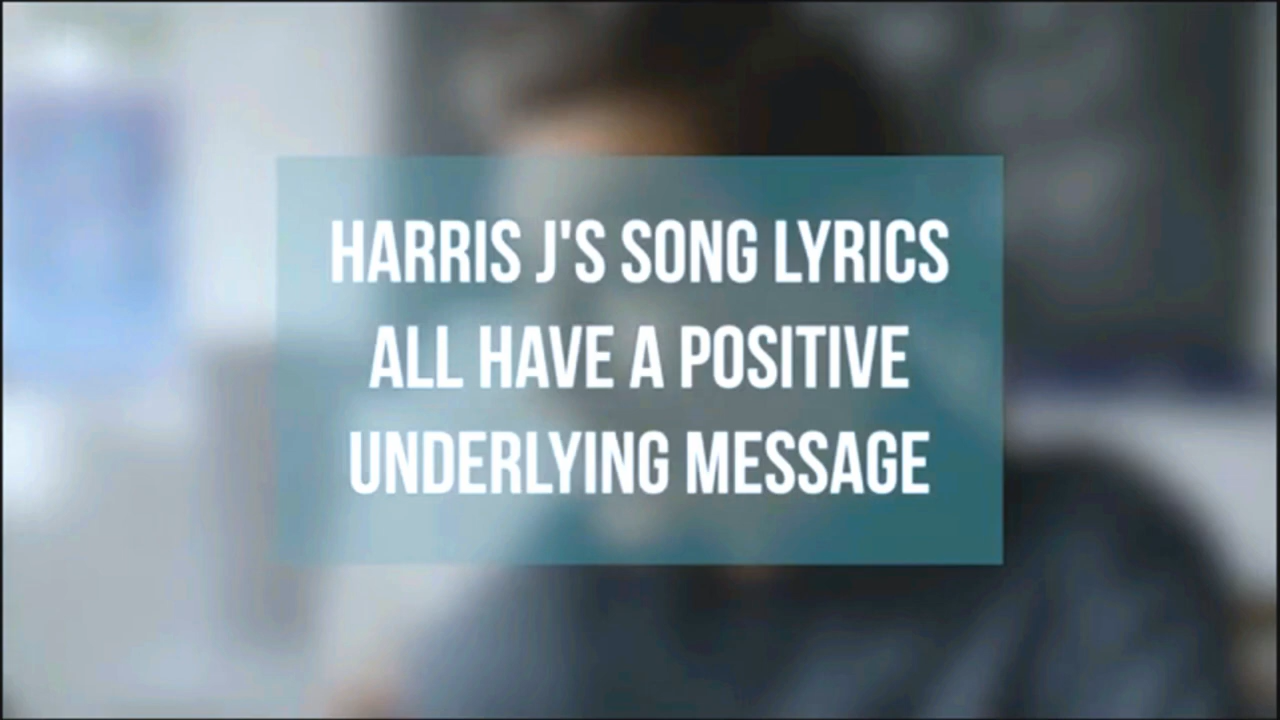 HARRIS J'S SONG LYRICS
ALL HAVE A POSITIVE
UNDERLYING MESSAGE